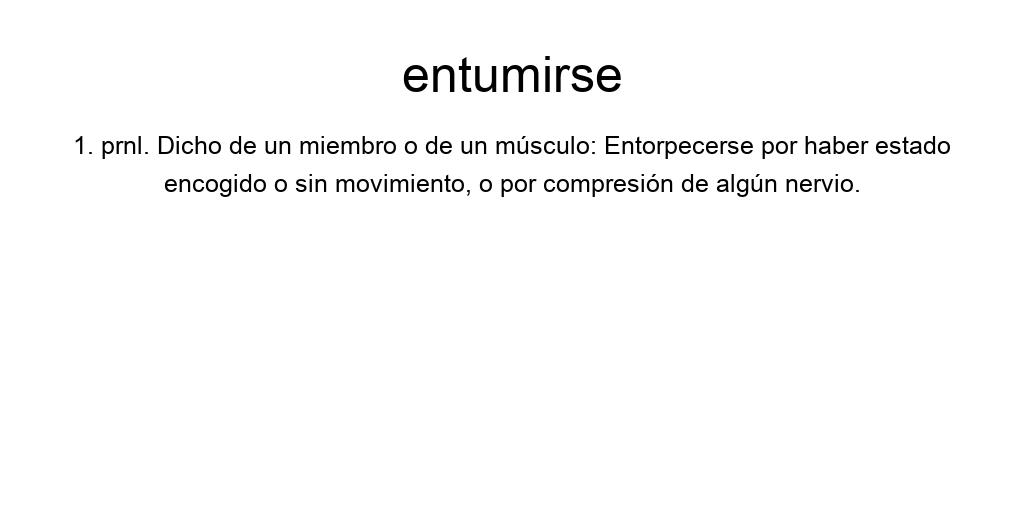 entumirse
1. prnl. Dicho de un miembro o de un músculo: Entorpecerse por haber estado
encogido o sin movimiento, o por compresión de algún nervio.